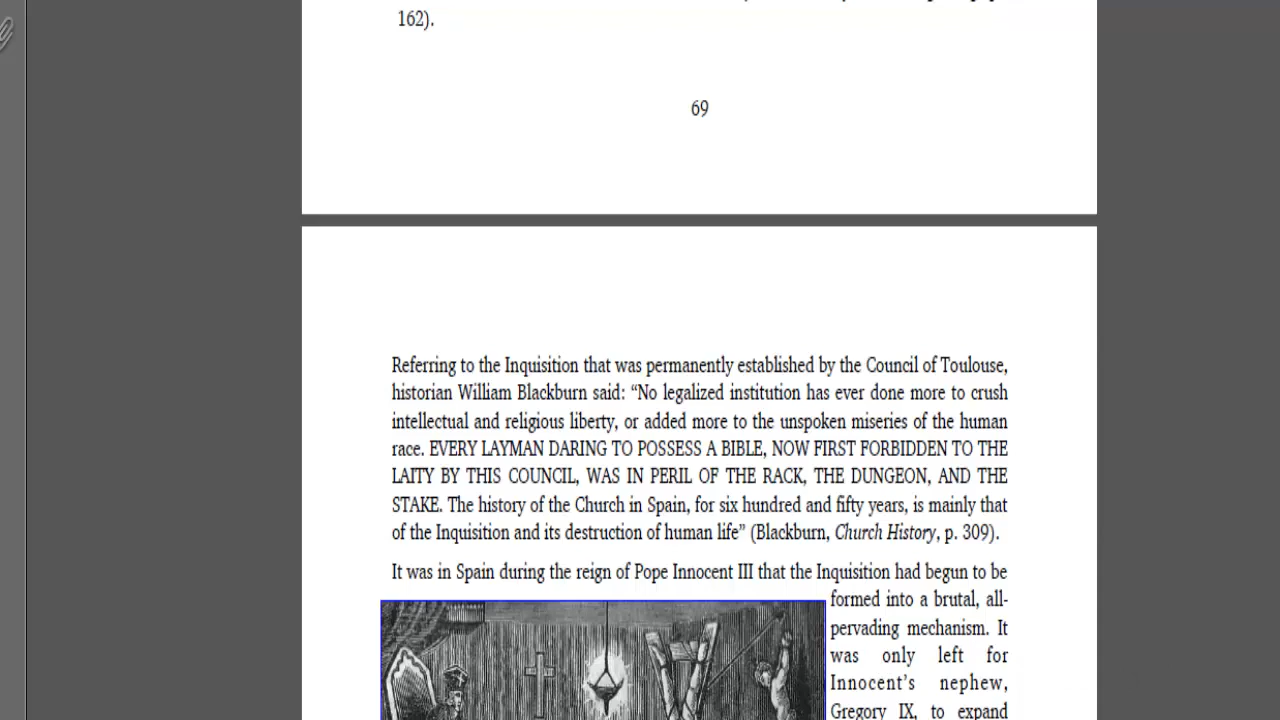 162).
69
Referring to the Inquisition that was permanently established by the Council of Toulouse,
historian William Blackburn said: “No legalized institution has ever done more to crush
intellectual and religious liberty, or added more to the unspoken miseries of the human
race. EVERY LAYMAN DARING TO POSSESS A BIBLE, NOW FIRST FORBIDDEN TO THE
LAITY BY THIS COUNCIL, WAS IN PERIL OF THE RACK, THE DUNGEON, AND THE
STAKE. The history of the Church in Spain, for six hundred and fifty years, is mainly that
of the Inquisition and its destruction of human life” (Blackburn, Church History, p. 309).
It was in Spain during the reign of Pope Innocent III that the Inquisition had begun to be
formed into a brutal, all-
pervading mechanism. It
was only left for
Innocent’s nephew,
Gregory IX, to expand